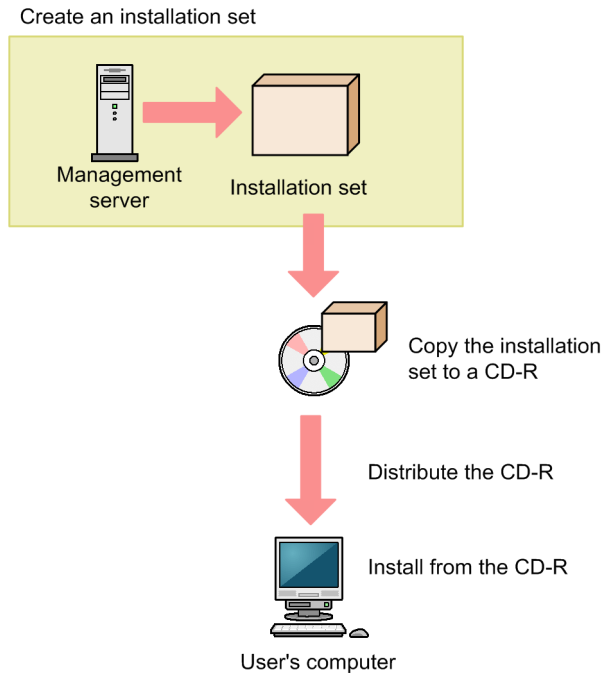 Create an installation set
Management
server
Installation set
Copy the installation
set to a CD-R
Distribute the CD-R
Install from the CD-R
User's computer